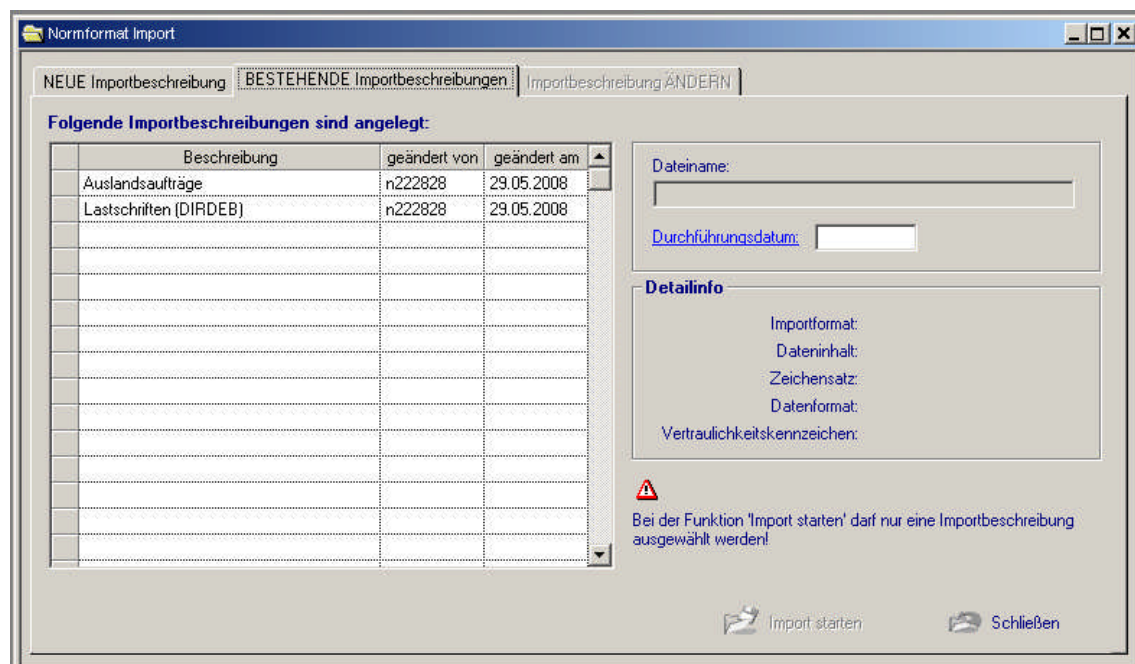 Normformat Import
NEUE Importbeschreibung
BESTEHENDE Importbeschreibungen
Importbeschreibung ÄNDERN
Folgende Importbeschreibungen sind angelegt:
Beschreibung geändert von geändert am
Auslandsaufträge n222828 29.05.2008
Lastschriften (DIRDEB) n222828 29.05.2008
Dateiname:
Durchführungsdatum:
Detailinfo
Importformat:
Dateninhalt:
Zeichensatz:
Datenformat:
Vertraulichkeitskennzeichen:
Bei der Funktion 'Import starten' darf nur eine Importbeschreibung
ausgewählt werden!
Import starten
Schließen